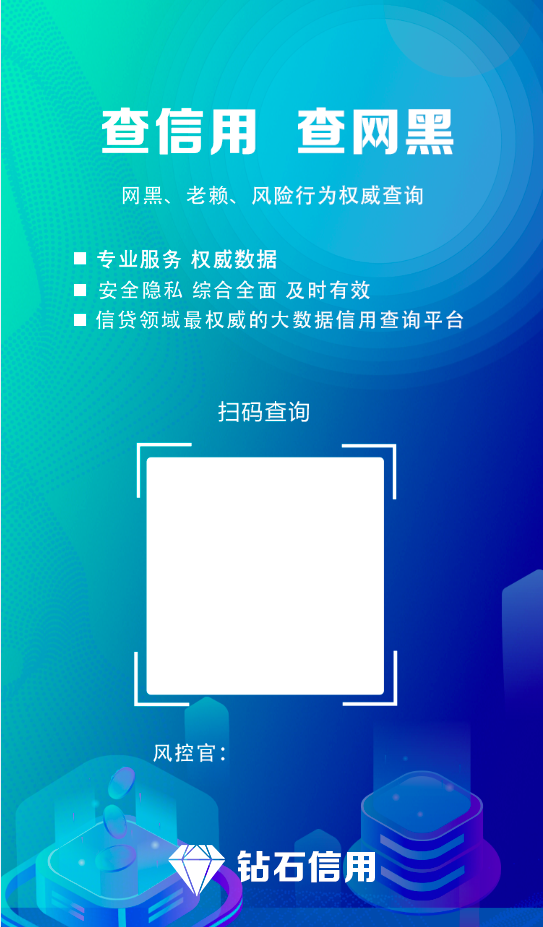 查信用 查网黑
网黑、老赖、风险行为权威查询
专业服务 权威数据
安全隐私 综合全面 及时有效
信贷领域最权威的大数据信用查询平台
扫码查询
风控官：
钻石信用